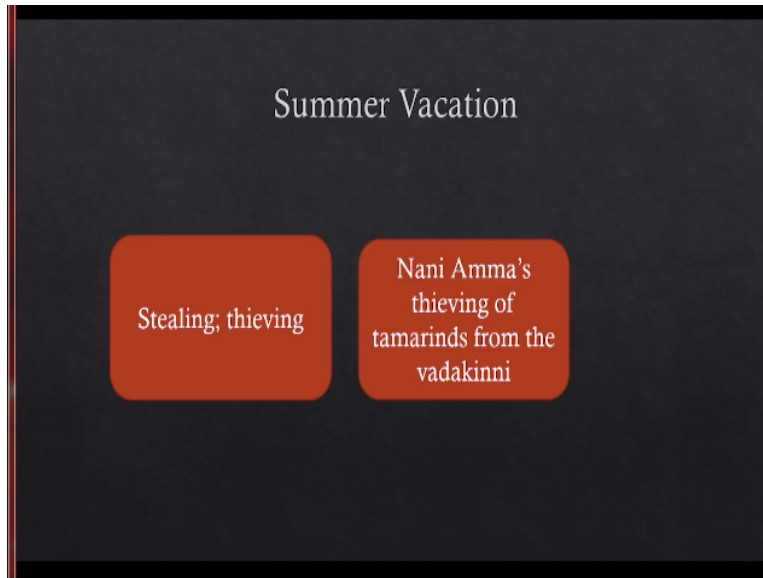 Summer Vacation
Stealing; thieving
Nani Amma’s
thieving of
tamarinds from the
vadakinni